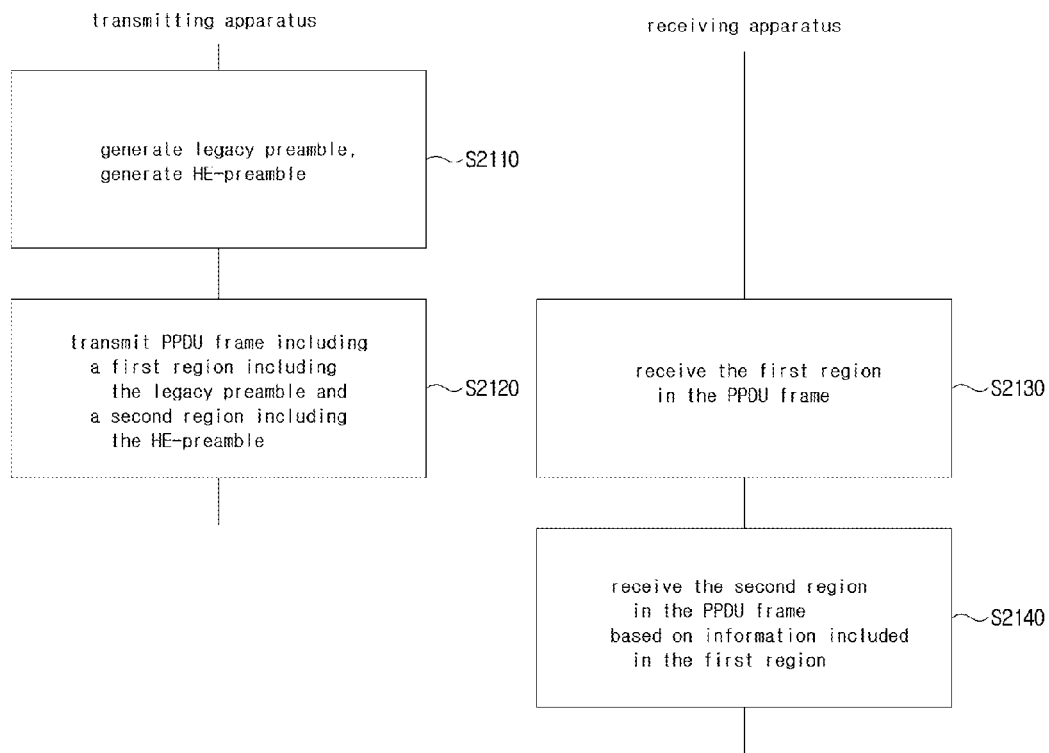 transmitting apparatus
receiving apparatus
generate legacy preamble,
generate HE-preamble
S2110
transmit PPDU frame including
a first region including
the legacy preamble and
a second region including
the HE-preamble
S2120
receive the first region
in the PPDU frame
S2130
receive the second region
in the PPDU frame
based on information included
in the first region
S2140